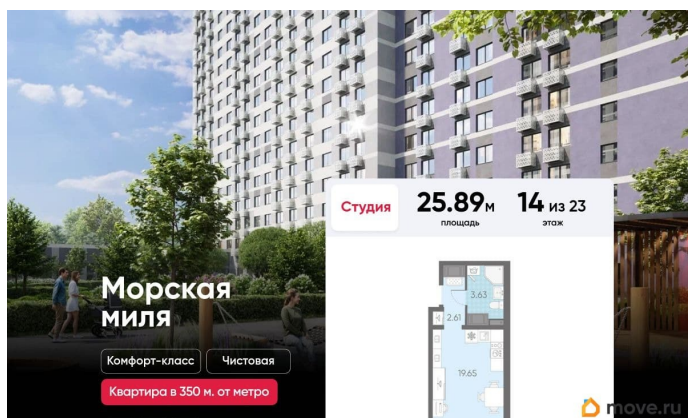 Студия
25.89м
площадь
14 из 23
этаж
3.63
2.61
19.65
Морская
миля
Комфорт-класс
Чистовая
Квартира в 350 м. от метро
move.ru